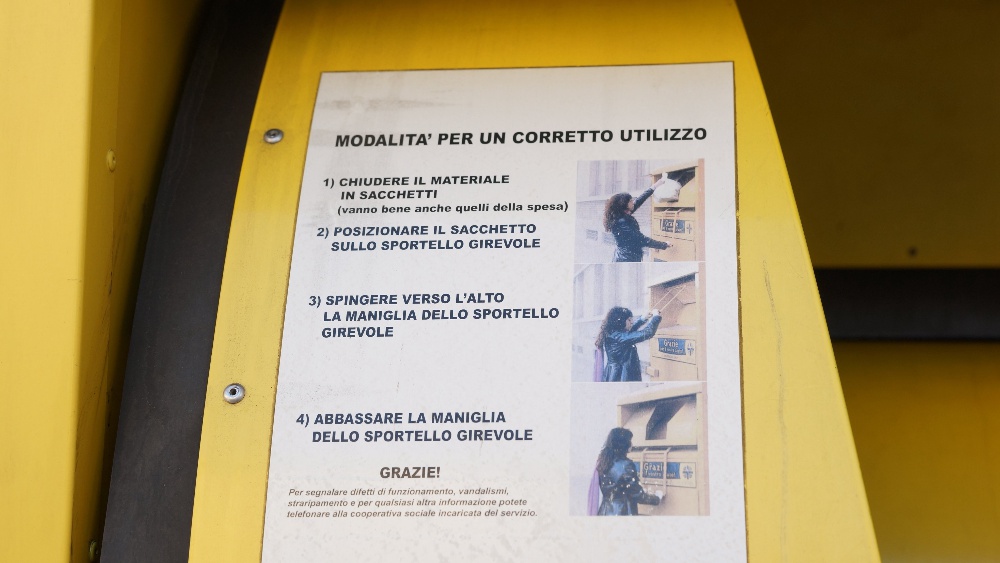 MODALITA' PER UN CORRETTO UTILIZZO
1) CHIUDERE IL MATERIALE
IN SACCHETTI
(vanno bene anche quelli della spesa)
2) POSIZIONARE IL SACCHETTO
SULLO SPORTELLO GIREVOLE
3) SPINGERE VERSO L'ALTO
LA MANIGLIA DELLO SPORTELLO
GIREVOLE
4) ABBASSARE LA MANIGLIA
DELLO SPORTELLO GIREVOLE
GRAZIE!
Per segnalare difetti di funzionamento, vandalismi,
straripamento e per qualsiasi altra informazione potete
telefonare alla cooperativa sociale incaricata del servizio.
Grazie
Grazie
Grazi